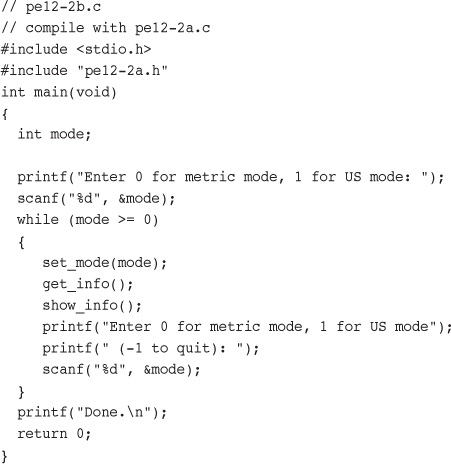 // pe12-2b.c
// compile with pe12-2a.c
#include <stdio.h>
#include "pe12-2a.h"
int main(void)
{
  int mode;

  printf("Enter 0 for metric mode, 1 for US mode: ");
  scanf("%d", &mode);
  while (mode >= 0)
  {
     set_mode(mode);
     get_info();
     show_info();
     printf("Enter 0 for metric mode, 1 for US mode");
     printf(" (-1 to quit): ");
     scanf("%d", &mode);
  }
  printf("Done.\n");
  return 0;
}